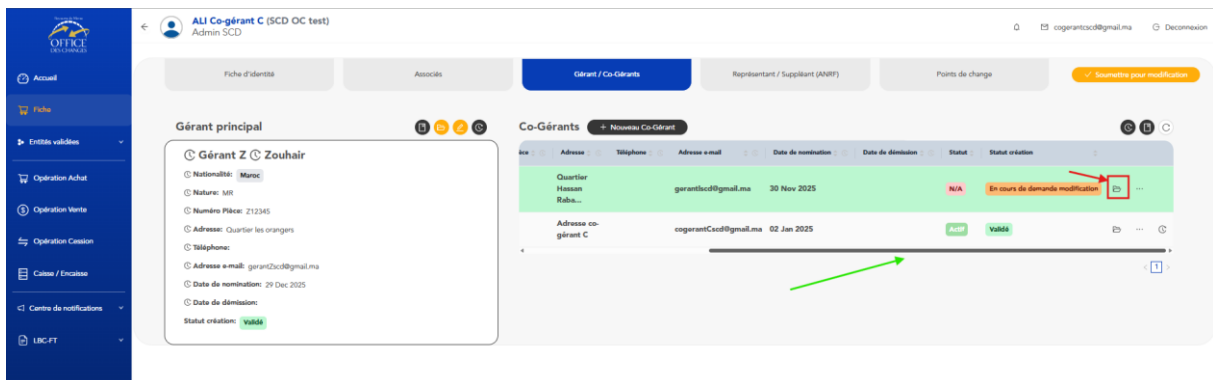 OFFICE
DES CHANGES
ALI Co-gérant C (SCD OC test)
Admin SCD
cogerantcscd@gmail.ma
Deconnexion
Accueil
Fiche
Entités validées
Opération Achat
Opération Vente
Opération Cession
Caisse / Encaisse
Centre de notifications
LBC-FT
Fiche d'identité
Associés
Gérant / Co-Gérants
Représentant / Suppléant (ANRF)
Points de change
Soumettre pour modification
Gérant principal
Gérant Z Zouhair
Nationalité: Maroc
Nature: MR
Numéro Pièce: Z12345
Adresse: Quartier les orangers
Téléphone:
Adresse e-mail: gerantZscd@gmail.ma
Date de nomination: 29 Dec 2025
Date de démission:
Statut création: Validé
Co-Gérants
+ Nouveau Co-Gérant
èce Adresse Téléphone Adresse e-mail Date de nomination Date de démission Statut Statut création
Quartier
Hassan
Raba...
gerantlscd@gmail.ma 30 Nov 2025 N/A En cours de demande modification
Adresse co-
gérant C
cogerantCscd@gmail.ma 02 Jan 2025 Actif Validé
1